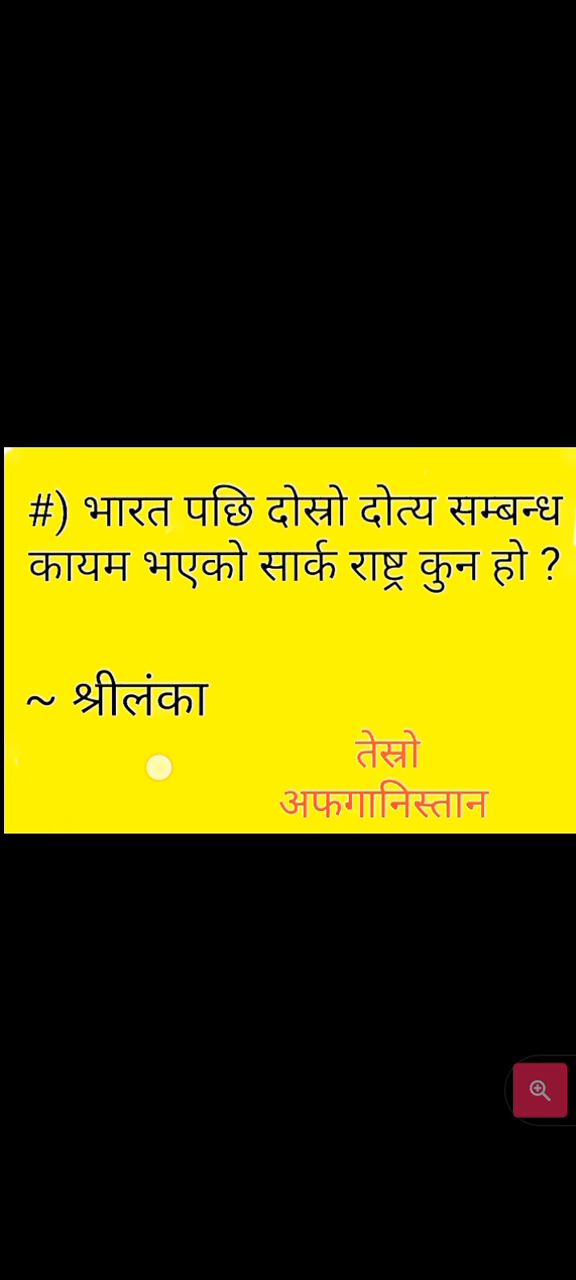 #) भारत पछि दोस्रो दोत्य सम्बन्ध
कायम भएको सार्क राष्ट्र कुन हो ?
~ श्रीलंका
तेस्रो
अफगानिस्तान